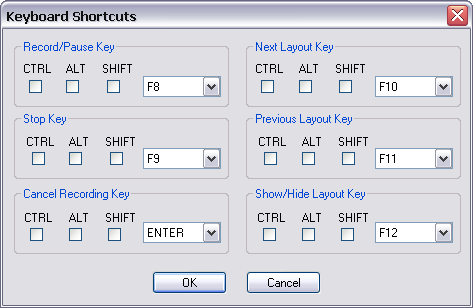 Keyboard Shortcuts
Record/Pause Key
CTRL ALT SHIFT
F8
Next Layout Key
CTRL ALT SHIFT
F10
Stop Key
CTRL ALT SHIFT
F9
Previous Layout Key
CTRL ALT SHIFT
F11
Cancel Recording Key
CTRL ALT SHIFT
ENTER
Show/Hide Layout Key
CTRL ALT SHIFT
F12
OK Cancel